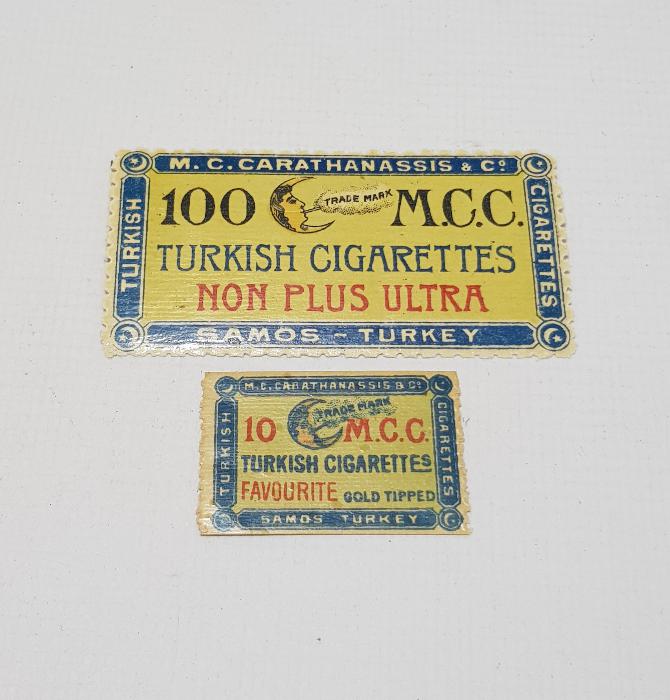 M. C. CARATHANASSIS & Cº
TURKISH
100 TRADE MARK M.C.C.
TURKISH CIGARETTES
NON PLUS ULTRA
CIGARETTES
SAMOS ~ TURKEY
M. C. CARATHANASSIS & Cº
TURKISH
10 TRADE MARK M.C.C.
TURKISH CIGARETTES
FAVOURITE GOLD TIPPED
CIGARETTES
SAMOS TURKEY